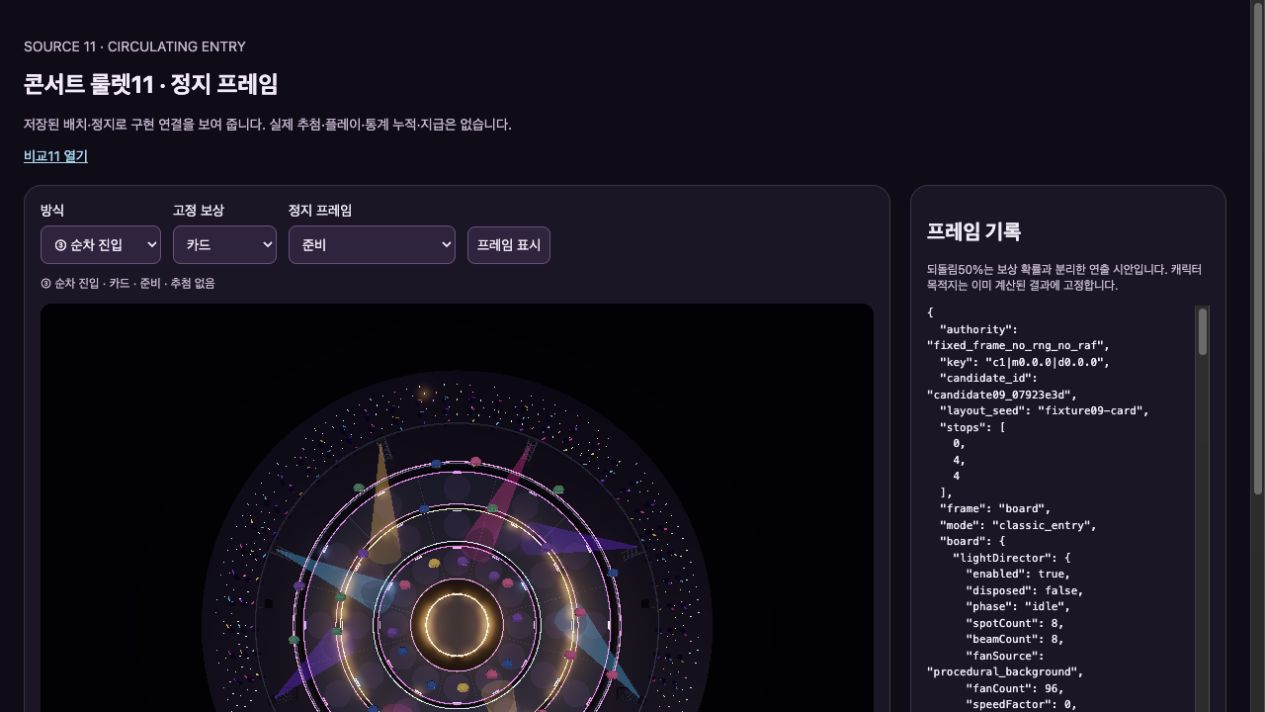 SOURCE 11 · CIRCULATING ENTRY
콘서트 룰렛11 · 정지 프레임
저장된 배치·정지로 구현 연결을 보여 줍니다. 실제 추첨·플레이·통계 누적·지급은 없습니다.
비교11 열기
방식
고정 보상
정지 프레임
③ 순차 진입
카드
준비
프레임 표시
③ 순차 진입 · 카드 · 준비 · 추첨 없음
프레임 기록
되돌림50%는 보상 확률과 분리한 연출 시안입니다. 캐릭터
목적지는 이미 계산된 결과에 고정합니다.
{
"authority":
"fixed_frame_no_rng_no_raf",
"key": "c1|m0.0.0|d0.0.0",
"candidate_id":
"candidate09_07923e3d",
"layout_seed": "fixture09-card",
"stops": [
0,
4,
4
],
"frame": "board",
"mode": "classic_entry",
"board": {
"lightDirector": {
"enabled": true,
"disposed": false,
"phase": "idle",
"spotCount": 8,
"beamCount": 8,
"fanSource":
"procedural_background",
"fanCount": 96,
"speedFactor": 0,